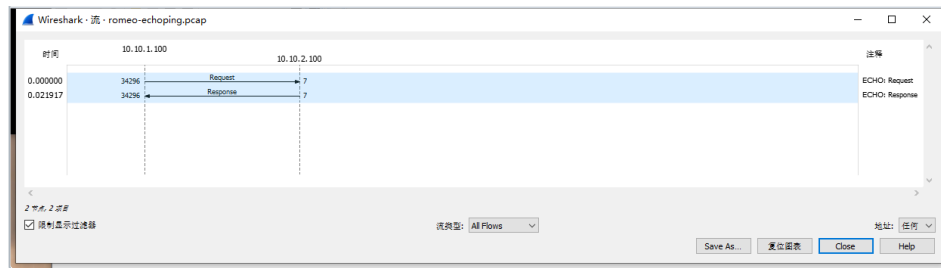 Wireshark · 流 · romeo-echoping.pcap
时间 10.10.1.100 10.10.2.100 注释
0.000000 34296 Request 7 ECHO: Request
0.021917 34296 Response 7 ECHO: Response
2 节点, 2 项目
限制显示过滤器 流类型: All Flows 地址: 任何
Save As... 复位图表 Close Help